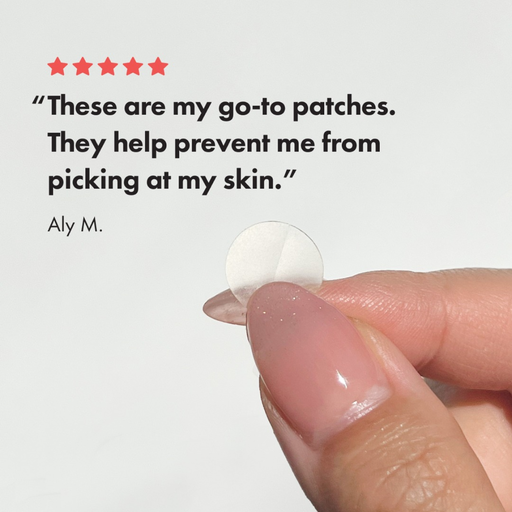 “These are my go-to patches.
They help prevent me from
picking at my skin.”
Aly M.